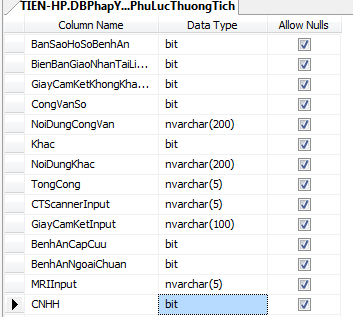 TIEN-HP.DBPhapY...PhuLucThuongTich
Column Name Data Type Allow Nulls
BanSaoHoSoBenhAn bit
BienBanGiaoNhanTaiLi... bit
GiayCamKetKhongKha... bit
CongVanSo bit
NoiDungCongVan nvarchar(200)
Khac bit
NoiDungKhac nvarchar(200)
TongCong nvarchar(5)
CTScannerInput nvarchar(5)
GiayCamKetInput nvarchar(100)
BenhAnCapCuu bit
BenhAnNgoaiChuan bit
MRIInput nvarchar(5)
CNHH bit